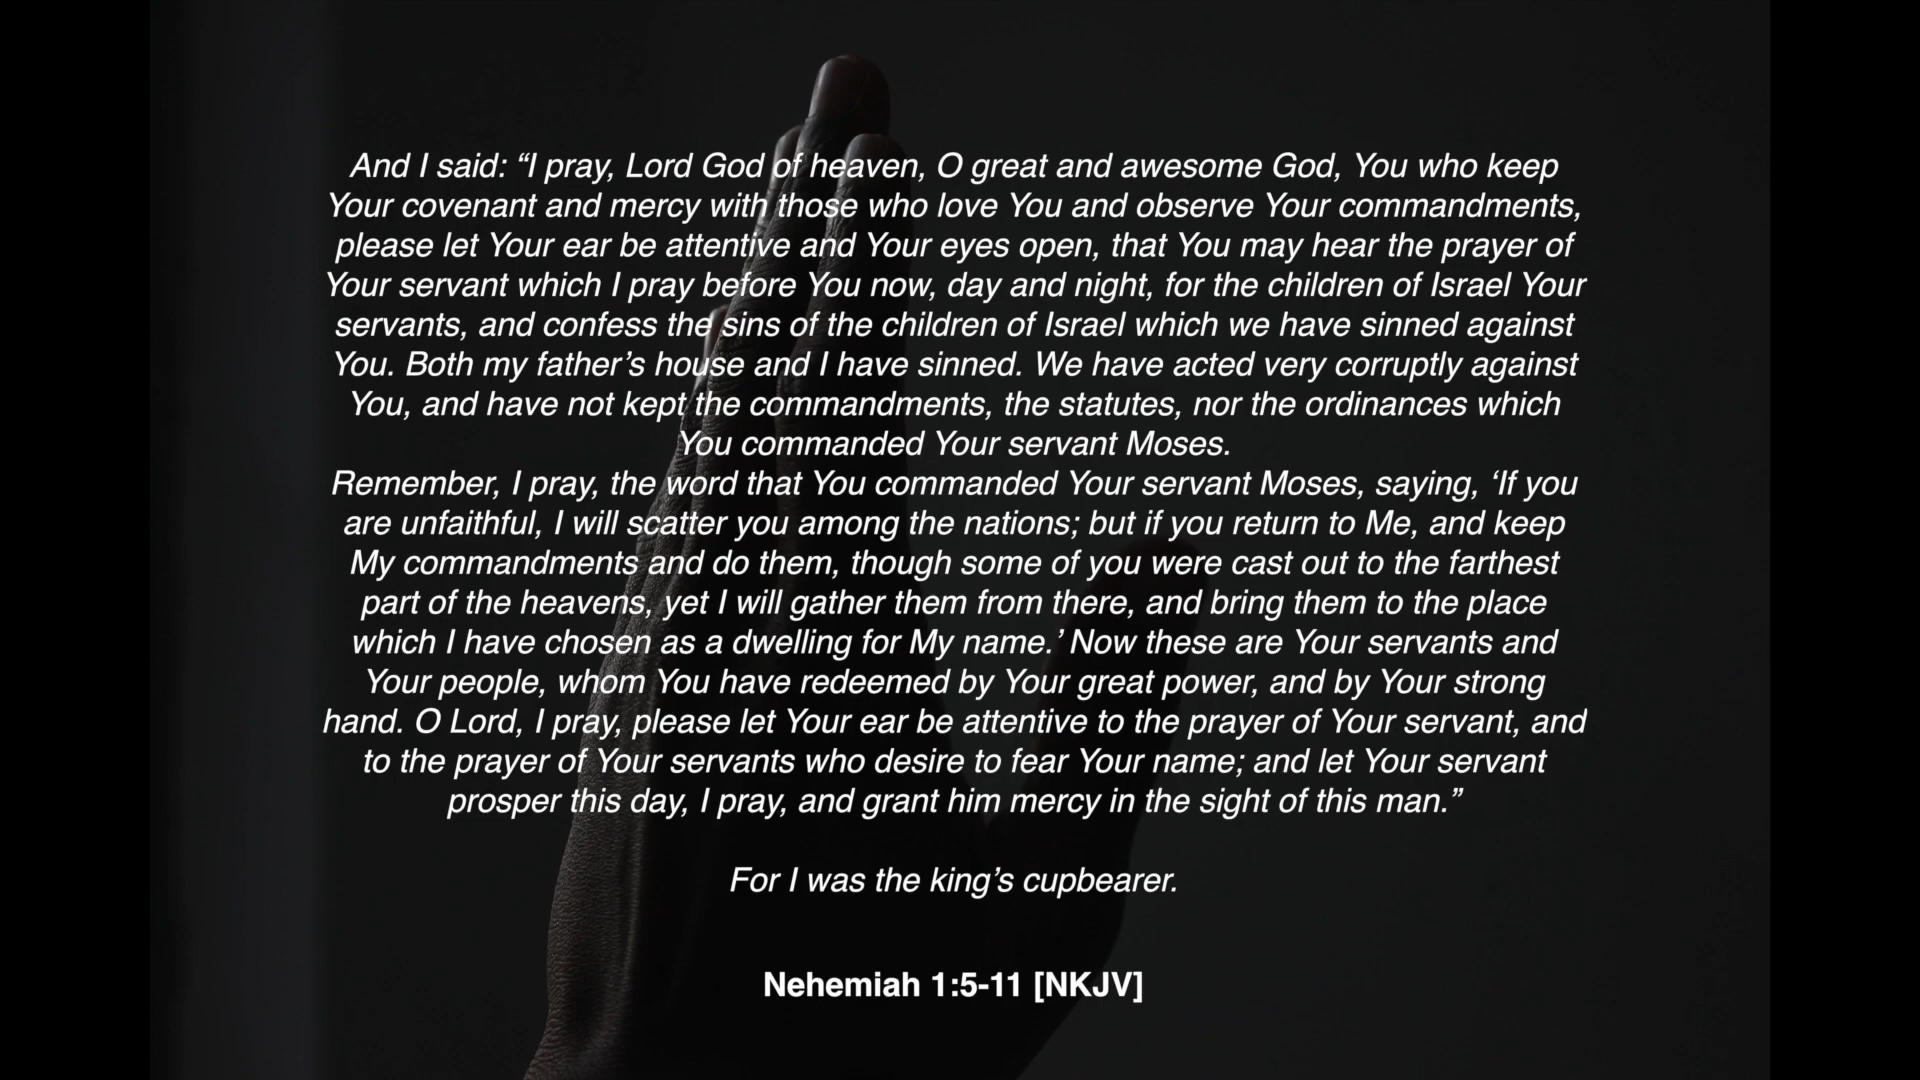 And I said: “I pray, Lord God of heaven, O great and awesome God, You who keep
Your covenant and mercy with those who love You and observe Your commandments,
please let Your ear be attentive and Your eyes open, that You may hear the prayer of
Your servant which I pray before You now, day and night, for the children of Israel Your
servants, and confess the sins of the children of Israel which we have sinned against
You. Both my father’s house and I have sinned. We have acted very corruptly against
You, and have not kept the commandments, the statutes, nor the ordinances which
You commanded Your servant Moses.
Remember, I pray, the word that You commanded Your servant Moses, saying, ‘If you
are unfaithful, I will scatter you among the nations; but if you return to Me, and keep
My commandments and do them, though some of you were cast out to the farthest
part of the heavens, yet I will gather them from there, and bring them to the place
which I have chosen as a dwelling for My name.’ Now these are Your servants and
Your people, whom You have redeemed by Your great power, and by Your strong
hand. O Lord, I pray, please let Your ear be attentive to the prayer of Your servant, and
to the prayer of Your servants who desire to fear Your name; and let Your servant
prosper this day, I pray, and grant him mercy in the sight of this man.”
For I was the king’s cupbearer.
Nehemiah 1:5-11 [NKJV]